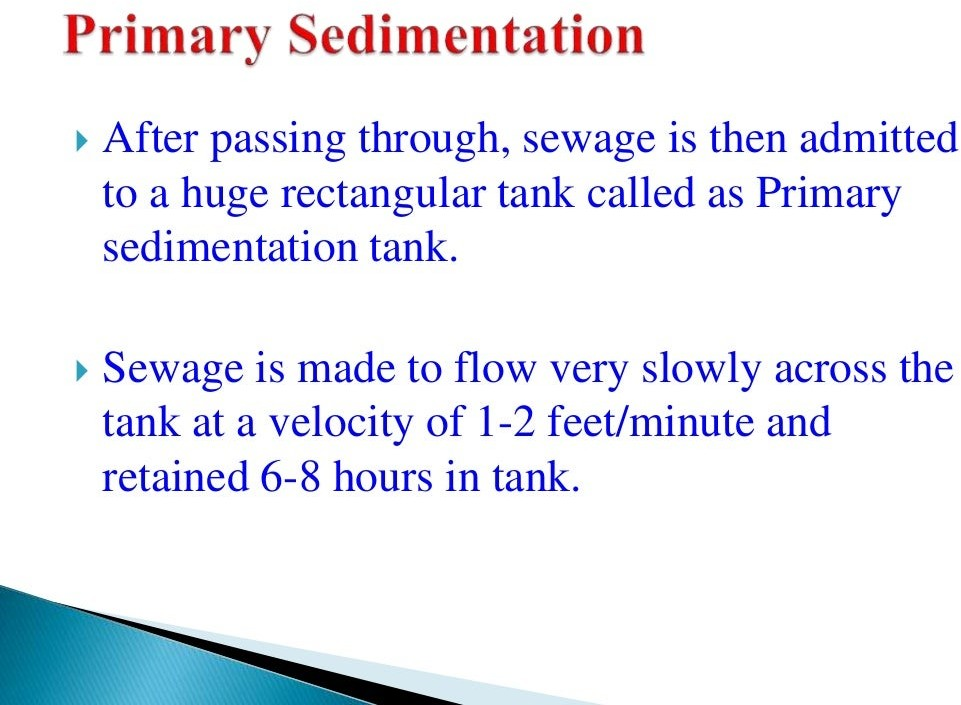 Primary Sedimentation
After passing through, sewage is then admitted
to a huge rectangular tank called as Primary
sedimentation tank.
Sewage is made to flow very slowly across the
tank at a velocity of 1-2 feet/minute and
retained 6-8 hours in tank.